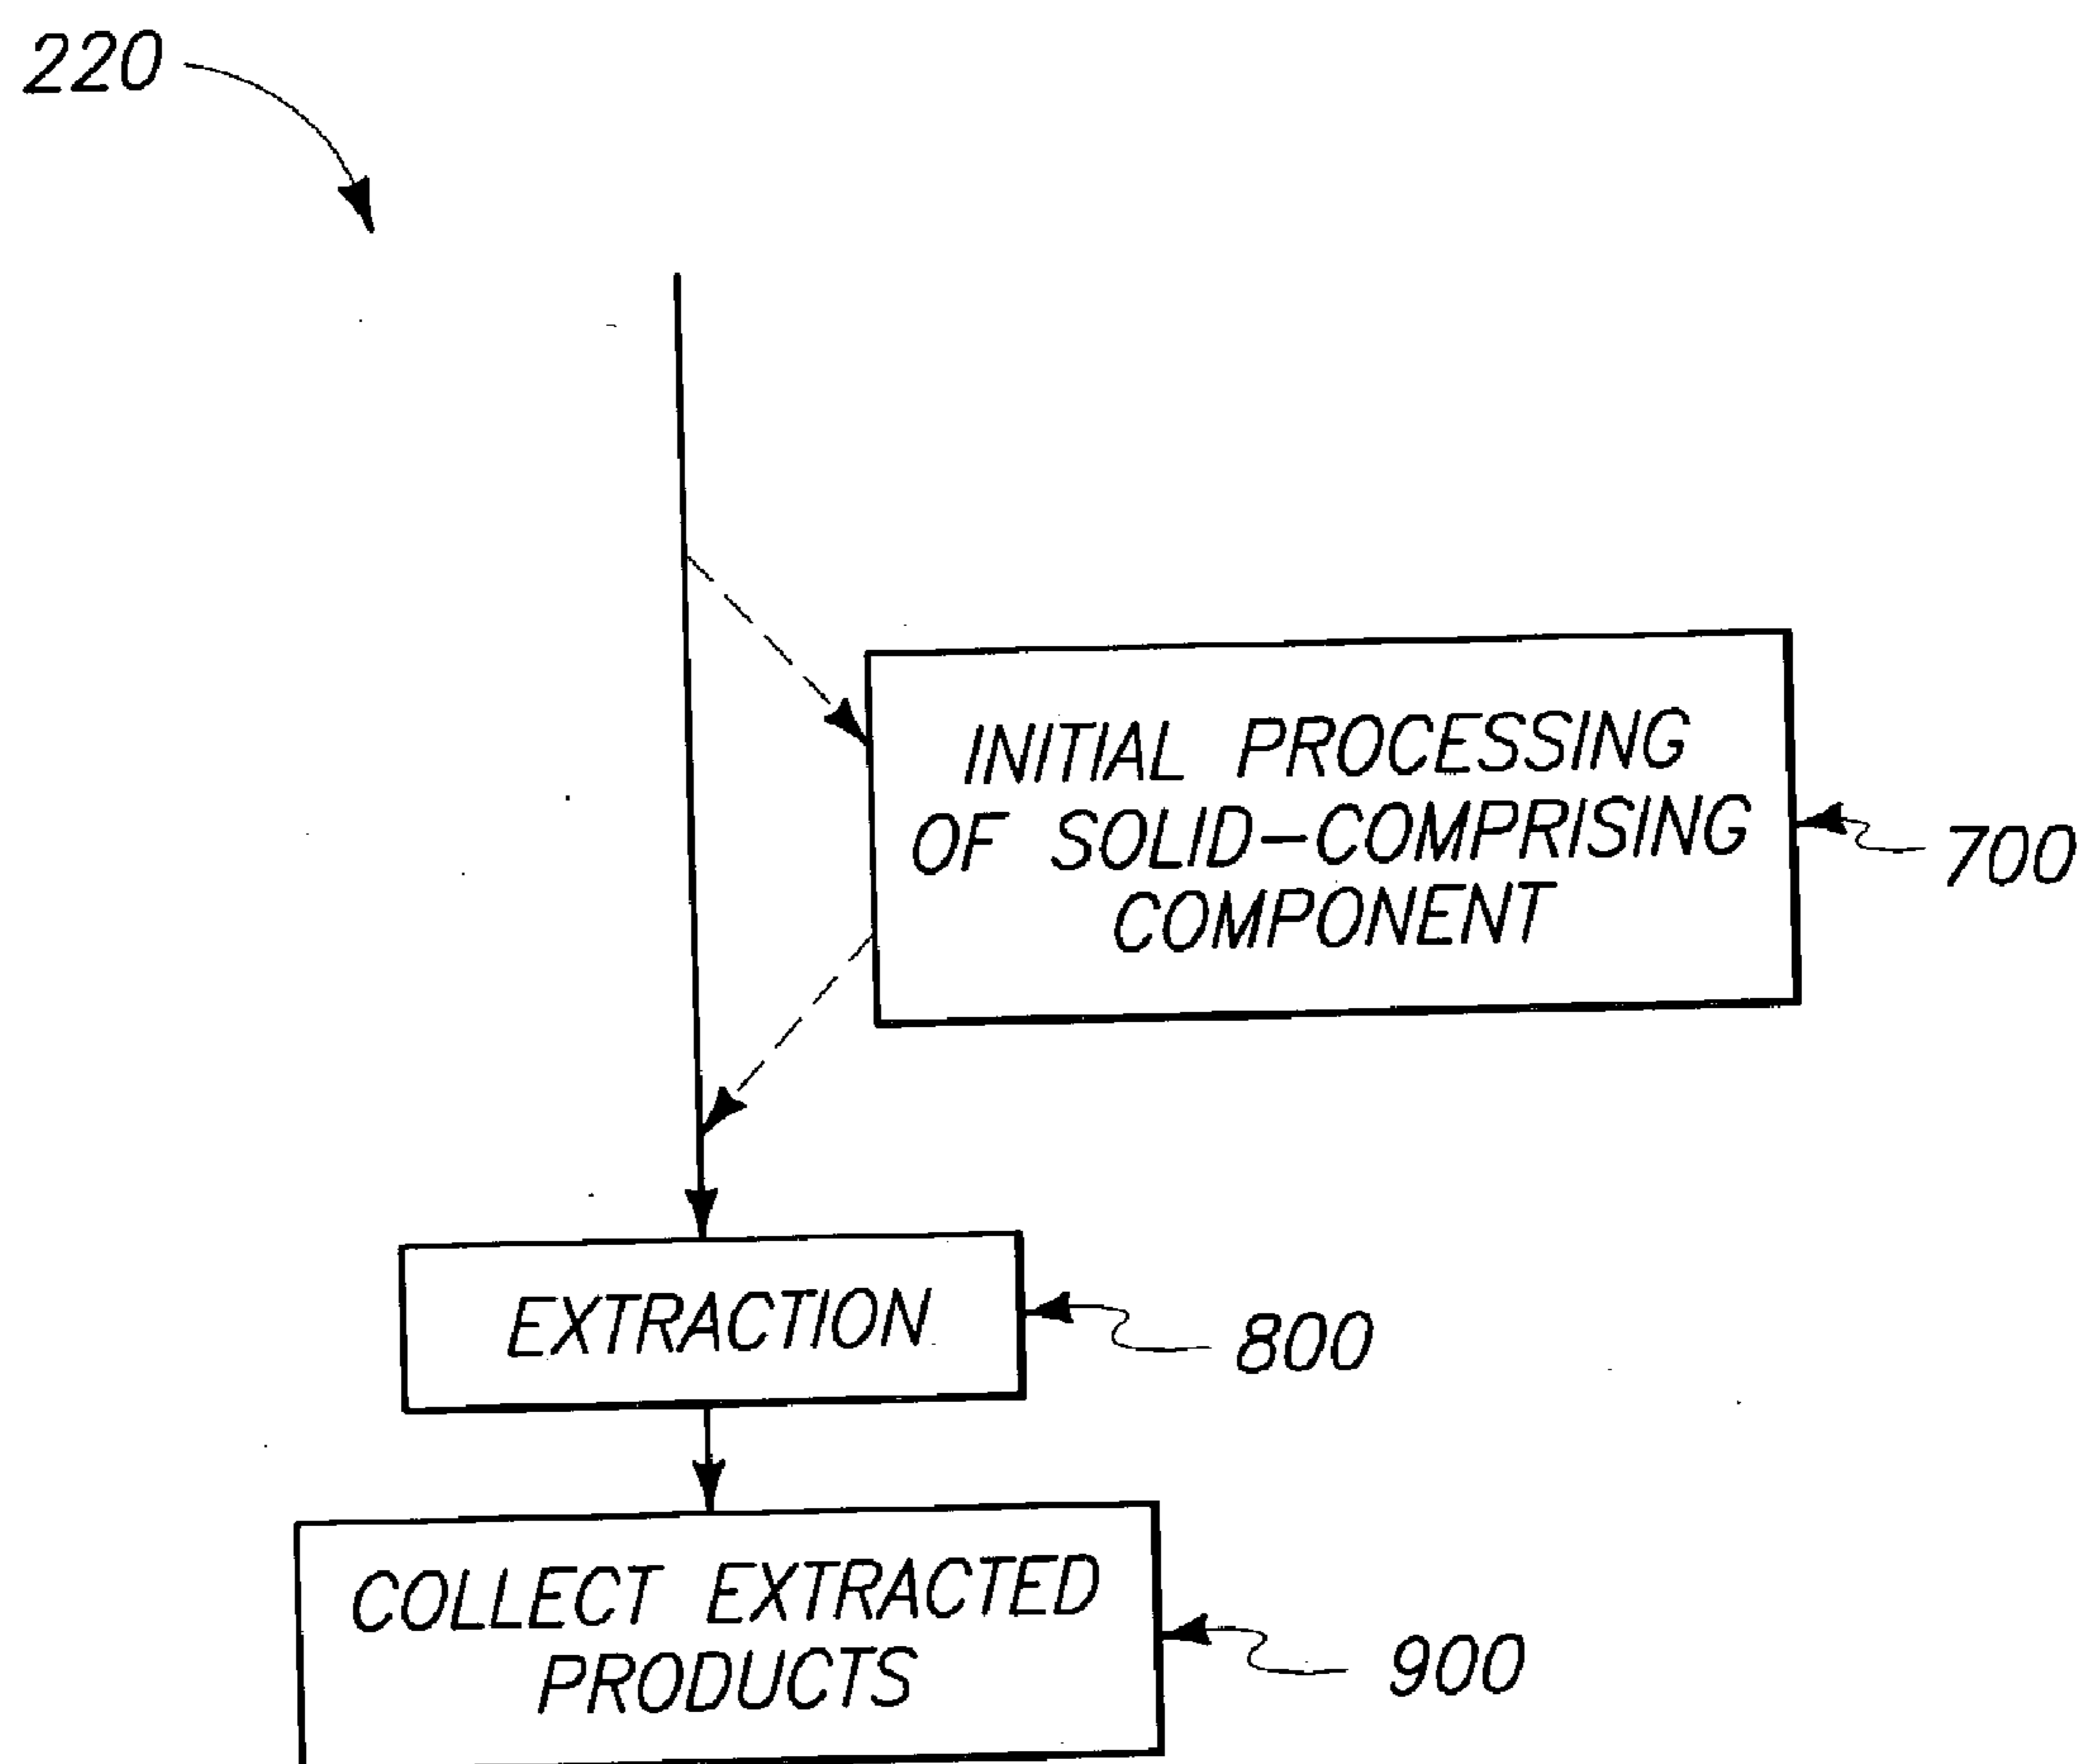 220
INITIAL PROCESSING
OF SOLID-COMPRISING
COMPONENT
700
EXTRACTION
800
COLLECT EXTRACTED
PRODUCTS
900